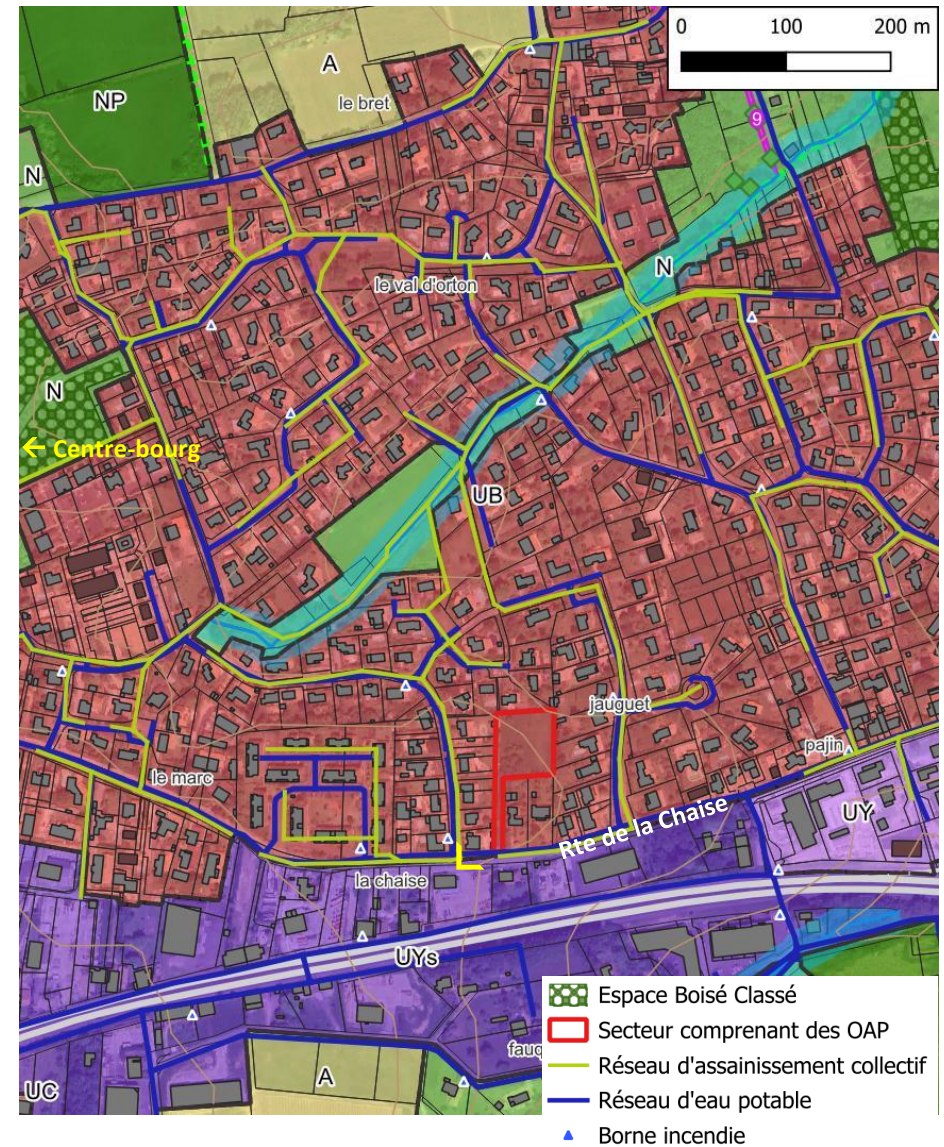 0 100 200 m
A
NP
le bret
9
N
N
le val d'orton
N
← Centre-bourg
UB
jauguet
pajin
le marc
Rte de la Chaise
UY
la chaise
UYs
Espace Boisé Classé
Secteur comprenant des OAP
fauq
Réseau d'assainissement collectif
A
UC
Réseau d'eau potable
Borne incendie